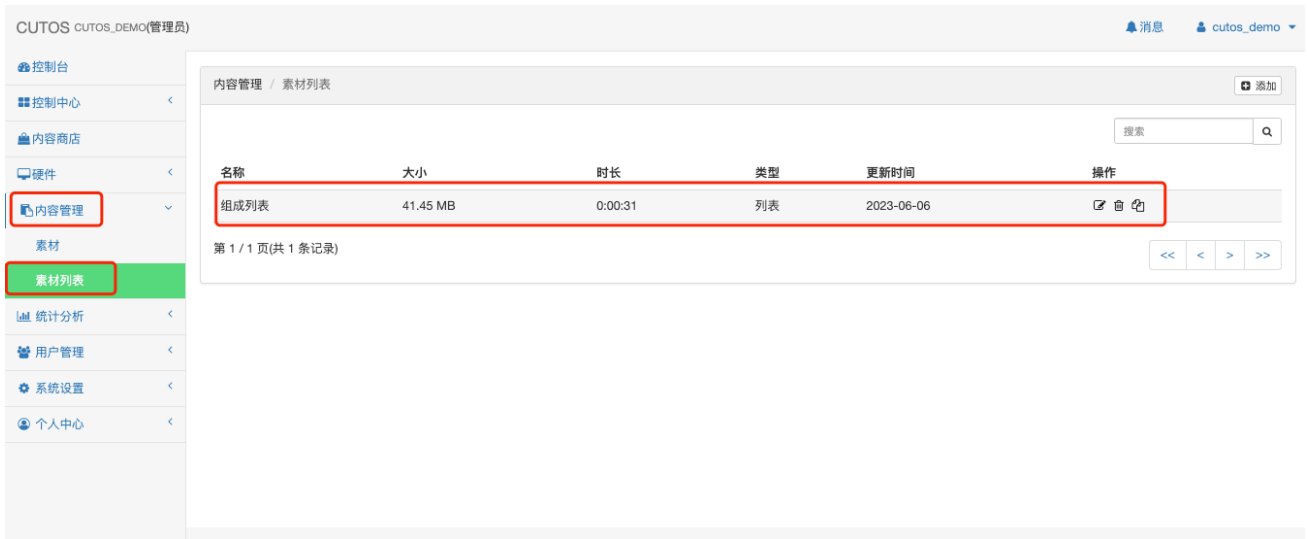 CUTOS CUTOS_DEMO(管理员)
消息
cutos_demo
控制台
控制中心
内容商店
硬件
内容管理
素材
素材列表
统计分析
用户管理
系统设置
个人中心
内容管理 / 素材列表
添加
搜索
名称 大小 时长 类型 更新时间 操作
组成列表 41.45 MB 0:00:31 列表 2023-06-06
第 1 / 1 页(共 1 条记录)
<< < > >>